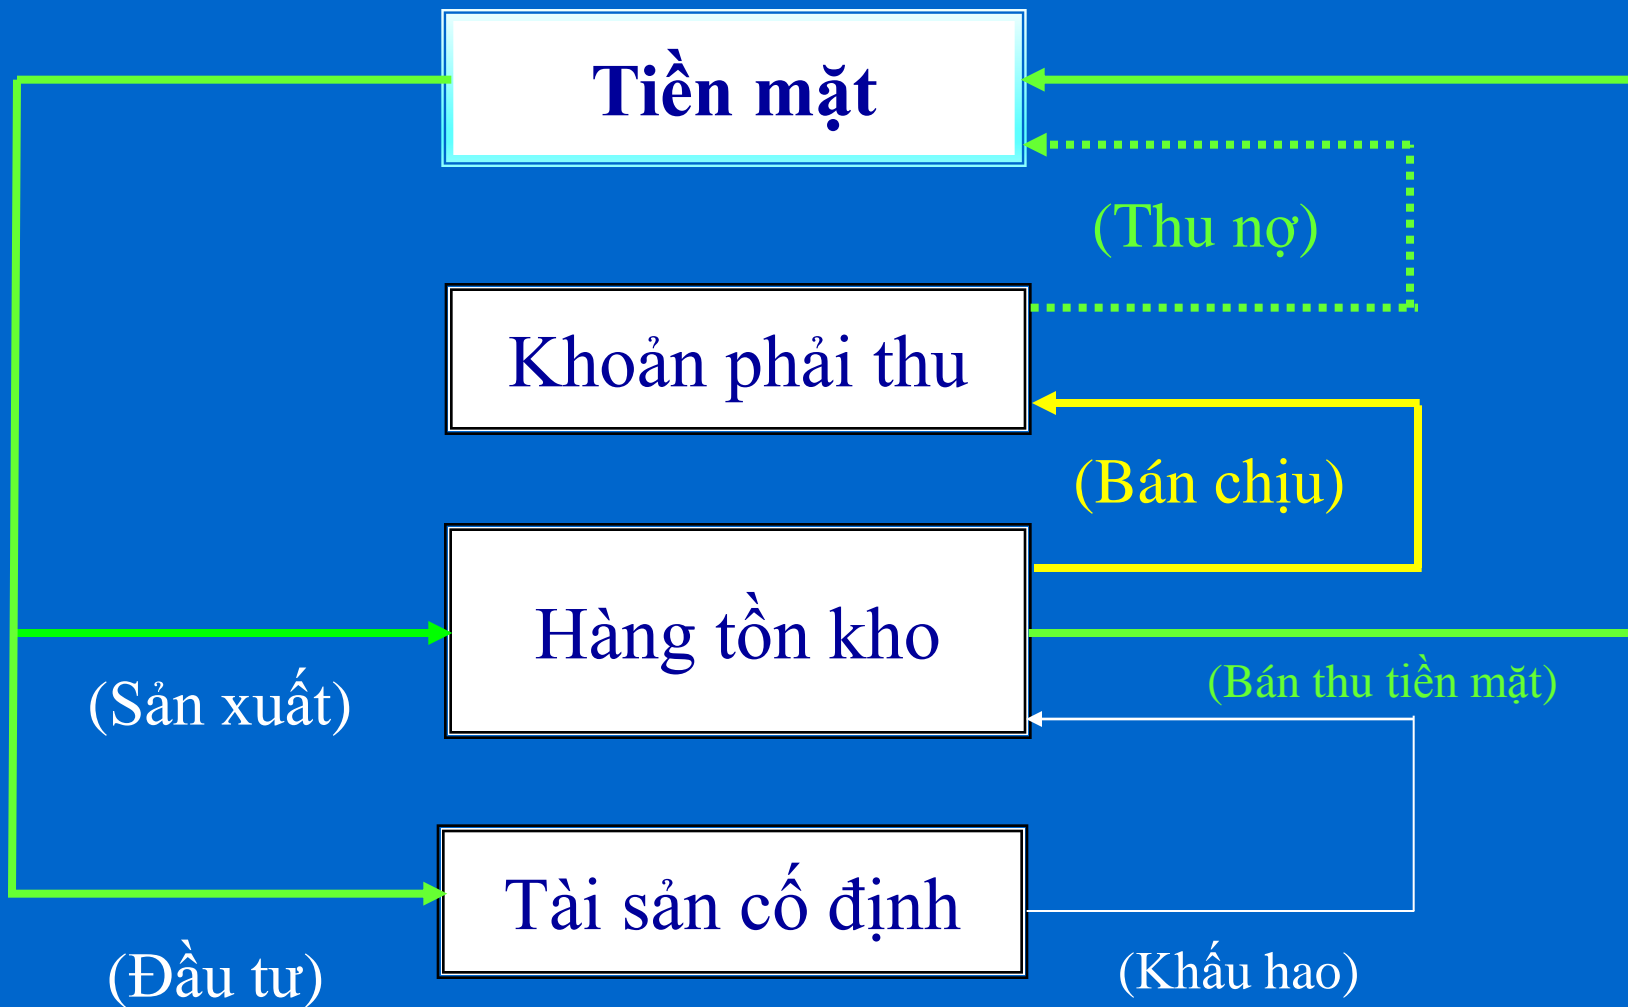 Tiền mặt
(Thu nợ)
Khoản phải thu
(Bán chịu)
Hàng tồn kho
(Sản xuất)
(Bán thu tiền mặt)
Tài sản cố định
(Đầu tư)
(Khấu hao)